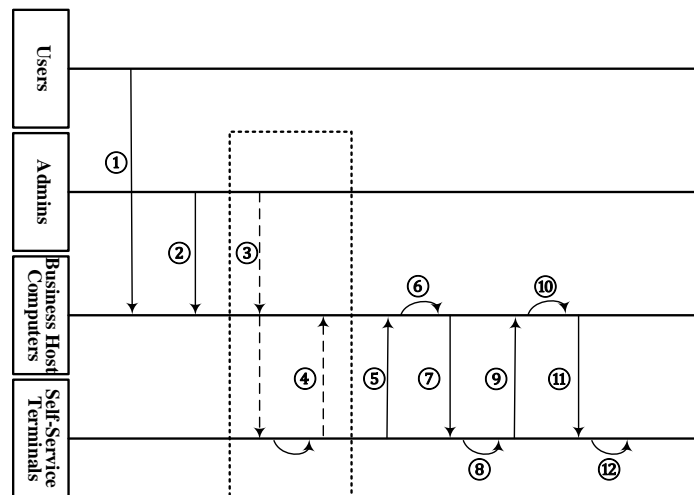 Users
Admins
Business Host
Computers
Self-Service
Terminals
①
②
③
④
⑤
⑥
⑦
⑧
⑨
⑩
⑪
⑫